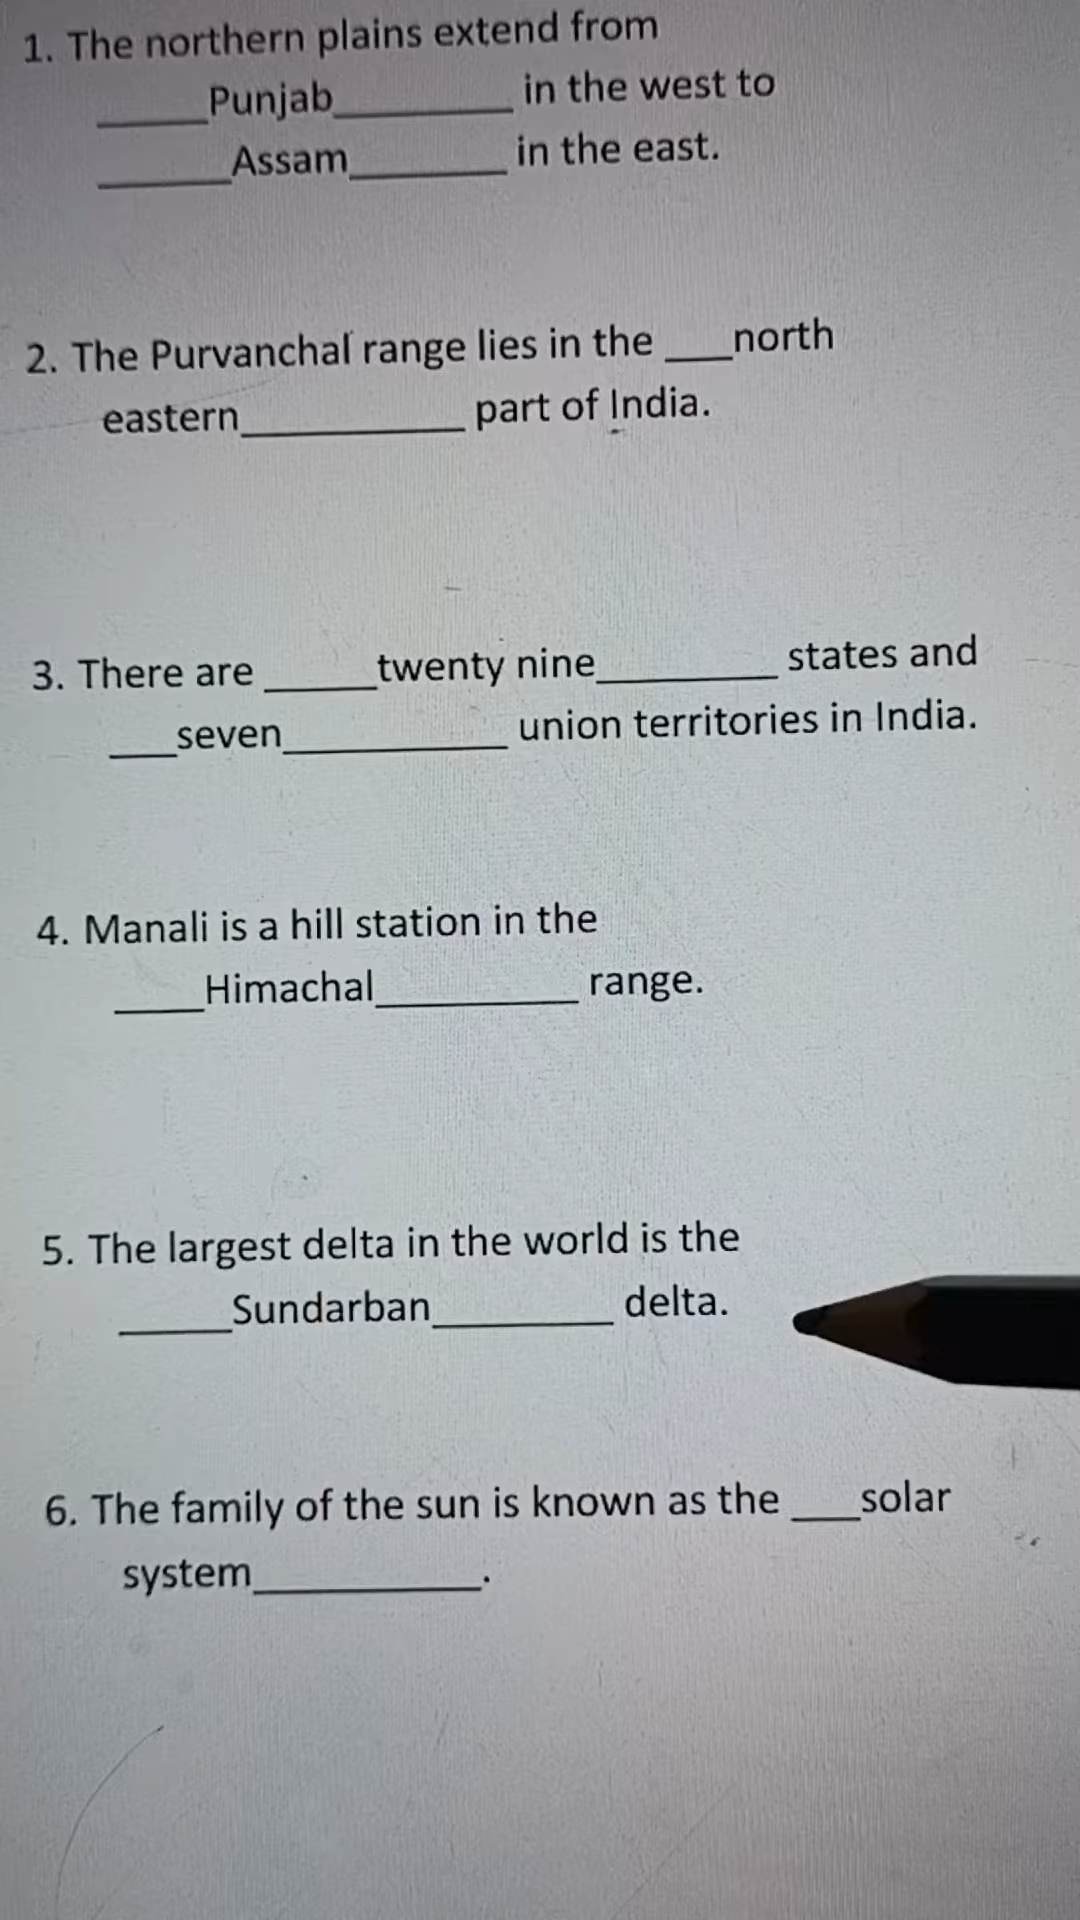 1. The northern plains extend from
_____Punjab________ in the west to
______Assam_______ in the east.
2. The Purvanchal range lies in the ___north
eastern__________ part of India.
3. There are _____twenty nine________ states and
___seven__________ union territories in India.
4. Manali is a hill station in the
____Himachal_________ range.
5. The largest delta in the world is the
_____Sundarban________ delta.
6. The family of the sun is known as the ___solar
system__________.